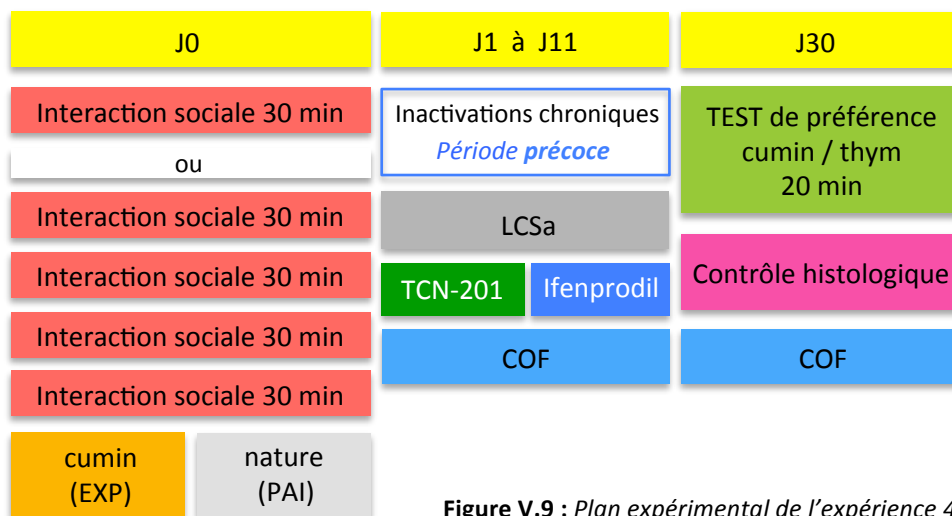 J0
Interaction sociale 30 min
ou
Interaction sociale 30 min
Interaction sociale 30 min
Interaction sociale 30 min
Interaction sociale 30 min
cumin
(EXP)
nature
(PAI)
J1 à J11
Inactivations chroniques
Période précoce
LCSa
TCN-201
Ifenprodil
COF
J30
TEST de préférence
cumin / thym
20 min
Contrôle histologique
COF
Figure V.9 : Plan expérimental de l'expérience 4